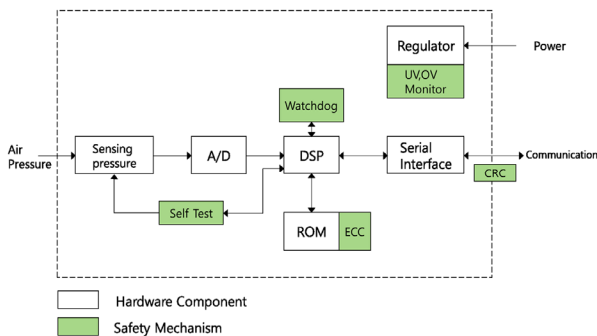 Regulator
Power
UV,OV
Monitor
Watchdog
Air
Pressure
Sensing
pressure
A/D
DSP
Serial
Interface
Communication
CRC
Self Test
ROM
ECC
Hardware Component
Safety Mechanism